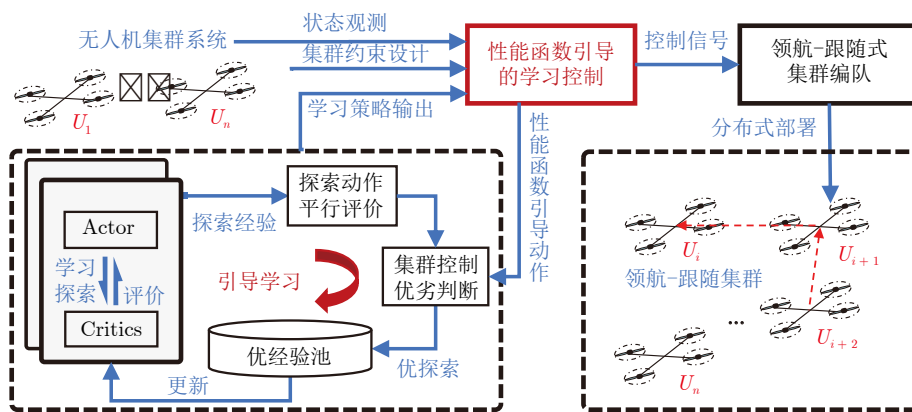 无人机集群系统
状态观测
集群约束设计
学习策略输出
U1
Un
性能函数引导
的学习控制
控制信号
领航-跟随式
集群编队
性能函数引导动作
分布式部署
探索经验
探索动作
平行评价
Actor
学习
探索
评价
Critics
引导学习
集群控制
优劣判断
优经验池
优探索
更新
Ui
Ui+1
领航-跟随集群
...
Ui+2
Un